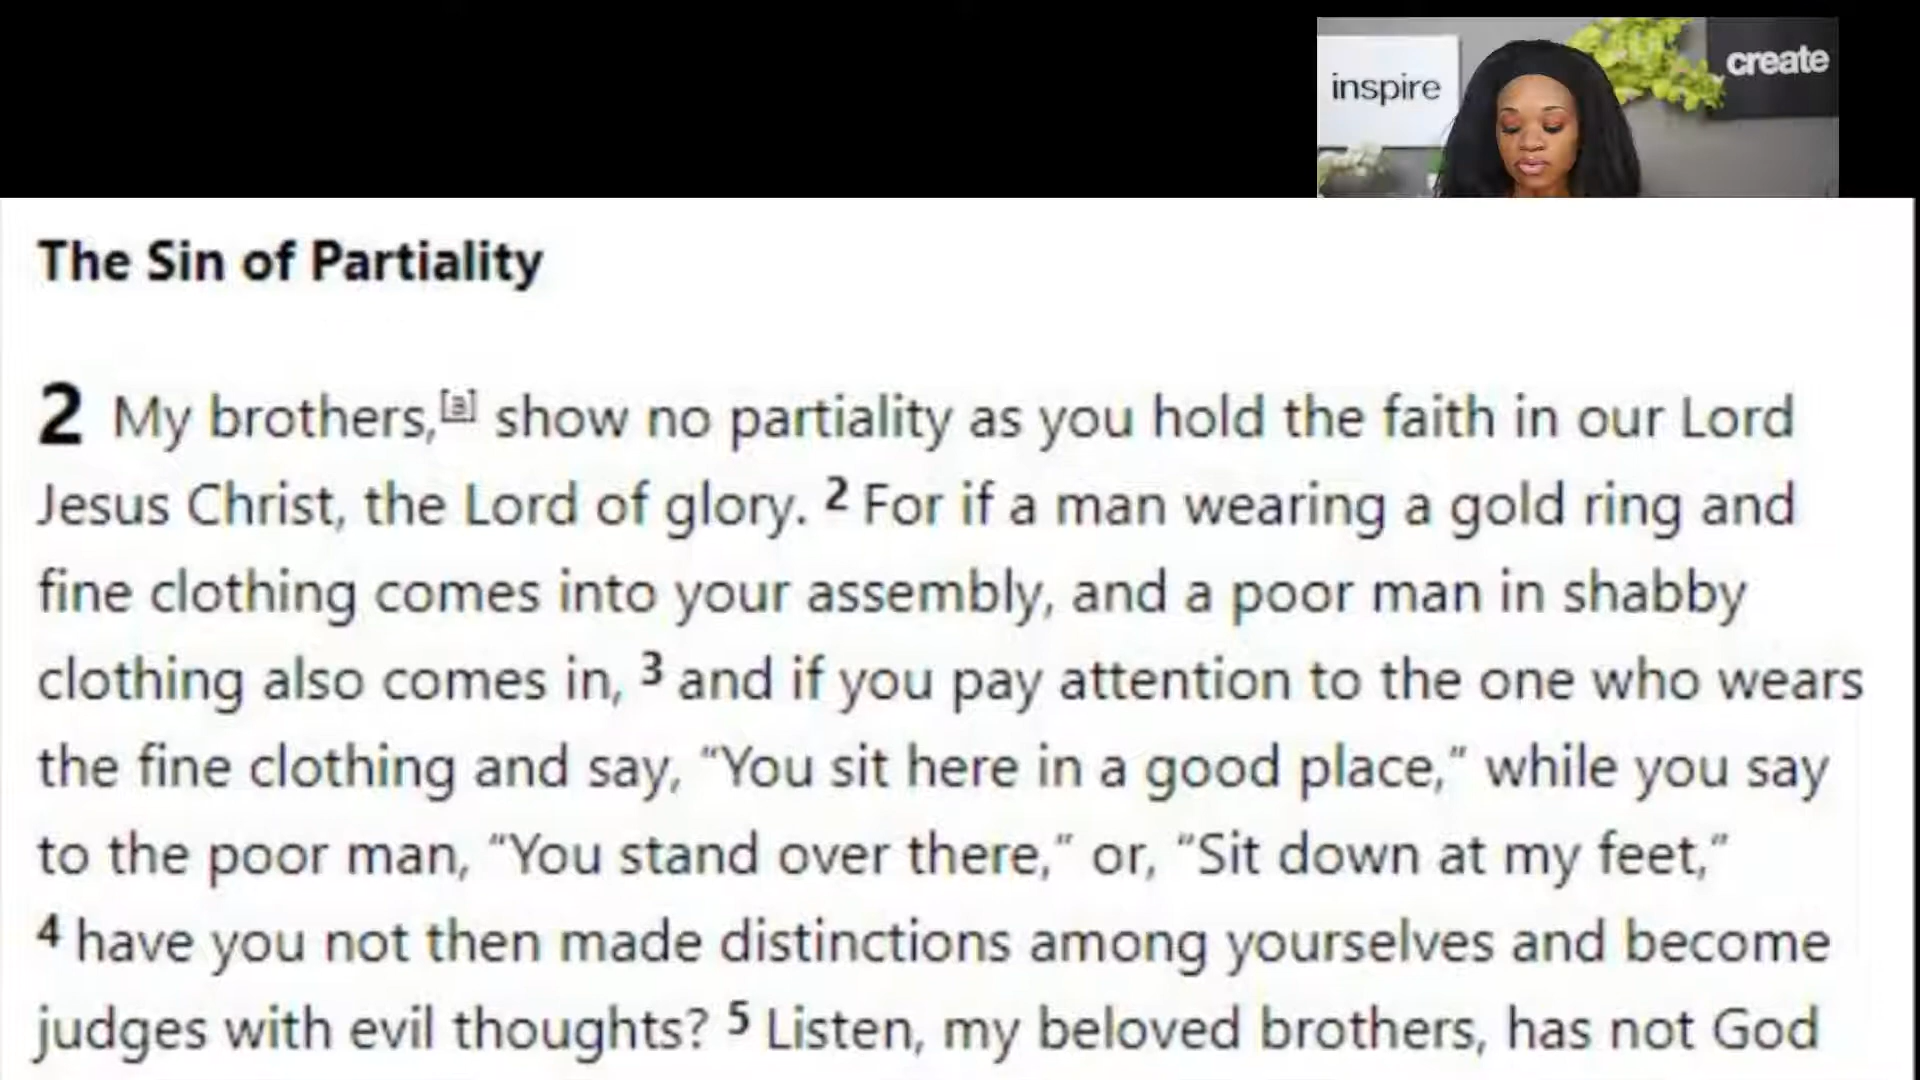 inspire
create
The Sin of Partiality
2 My brothers,[a] show no partiality as you hold the faith in our Lord
Jesus Christ, the Lord of glory. 2 For if a man wearing a gold ring and
fine clothing comes into your assembly, and a poor man in shabby
clothing also comes in, 3 and if you pay attention to the one who wears
the fine clothing and say, “You sit here in a good place,” while you say
to the poor man, “You stand over there,” or, “Sit down at my feet,”
4 have you not then made distinctions among yourselves and become
judges with evil thoughts? 5 Listen, my beloved brothers, has not God